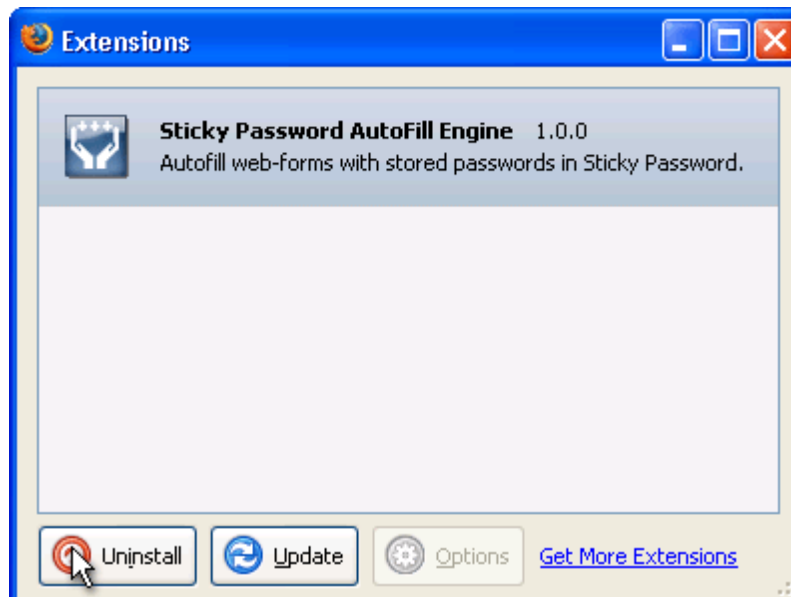 Extensions
Sticky Password AutoFill Engine 1.0.0
Autofill web-forms with stored passwords in Sticky Password.
Uninstall Update Options Get More Extensions